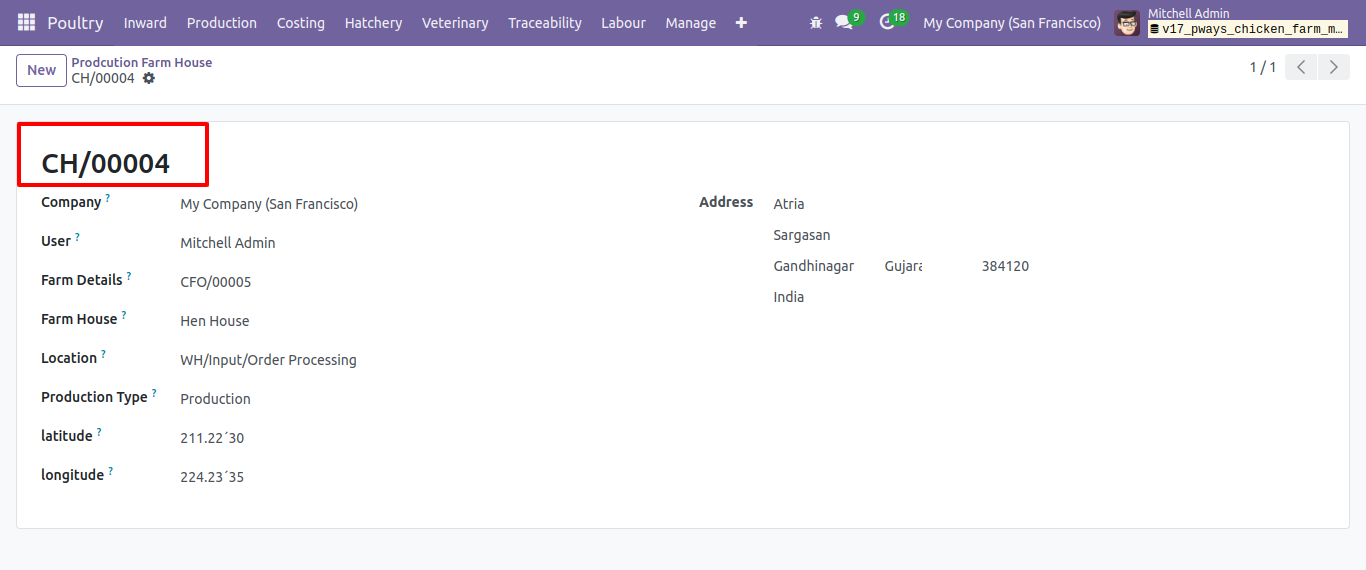 Poultry Inward Production Costing Hatchery Veterinary Traceability Labour Manage 9 18 My Company (San Francisco) Mitchell Admin
v17_pways_chicken_farm_m...
New Prodcution Farm House 1 / 1
CH/00004
CH/00004
Company ? My Company (San Francisco) Address Atria
User ? Mitchell Admin Sargasan
Farm Details ? CFO/00005 Gandhinagar Gujara 384120
Farm House ? Hen House India
Location ? WH/Input/Order Processing
Production Type ? Production
latitude ? 211.22´30
longitude ? 224.23´35